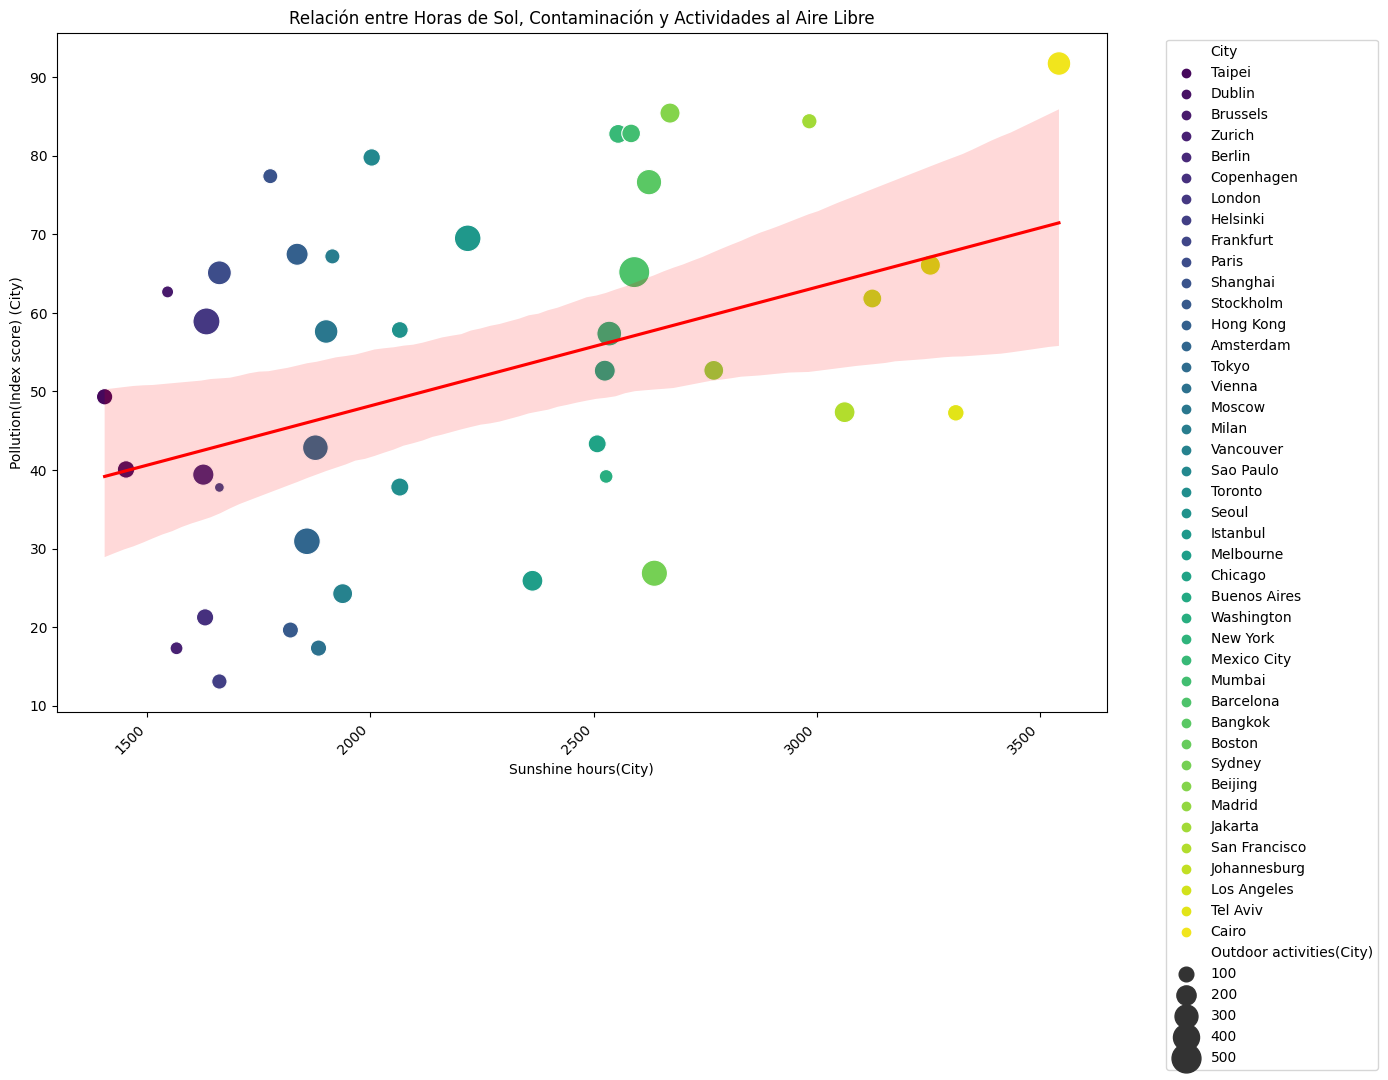 Relación entre Horas de Sol, Contaminación y Actividades al Aire Libre
90
80
70
60
50
40
30
20
10
Pollution(Index score) (City)
1500
2000
2500
3000
3500
Sunshine hours(City)
City
Taipei
Dublin
Brussels
Zurich
Berlin
Copenhagen
London
Helsinki
Frankfurt
Paris
Shanghai
Stockholm
Hong Kong
Amsterdam
Tokyo
Vienna
Moscow
Milan
Vancouver
Sao Paulo
Toronto
Seoul
Istanbul
Melbourne
Chicago
Buenos Aires
Washington
New York
Mexico City
Mumbai
Barcelona
Bangkok
Boston
Sydney
Beijing
Madrid
Jakarta
San Francisco
Johannesburg
Los Angeles
Tel Aviv
Cairo
Outdoor activities(City)
100
200
300
400
500